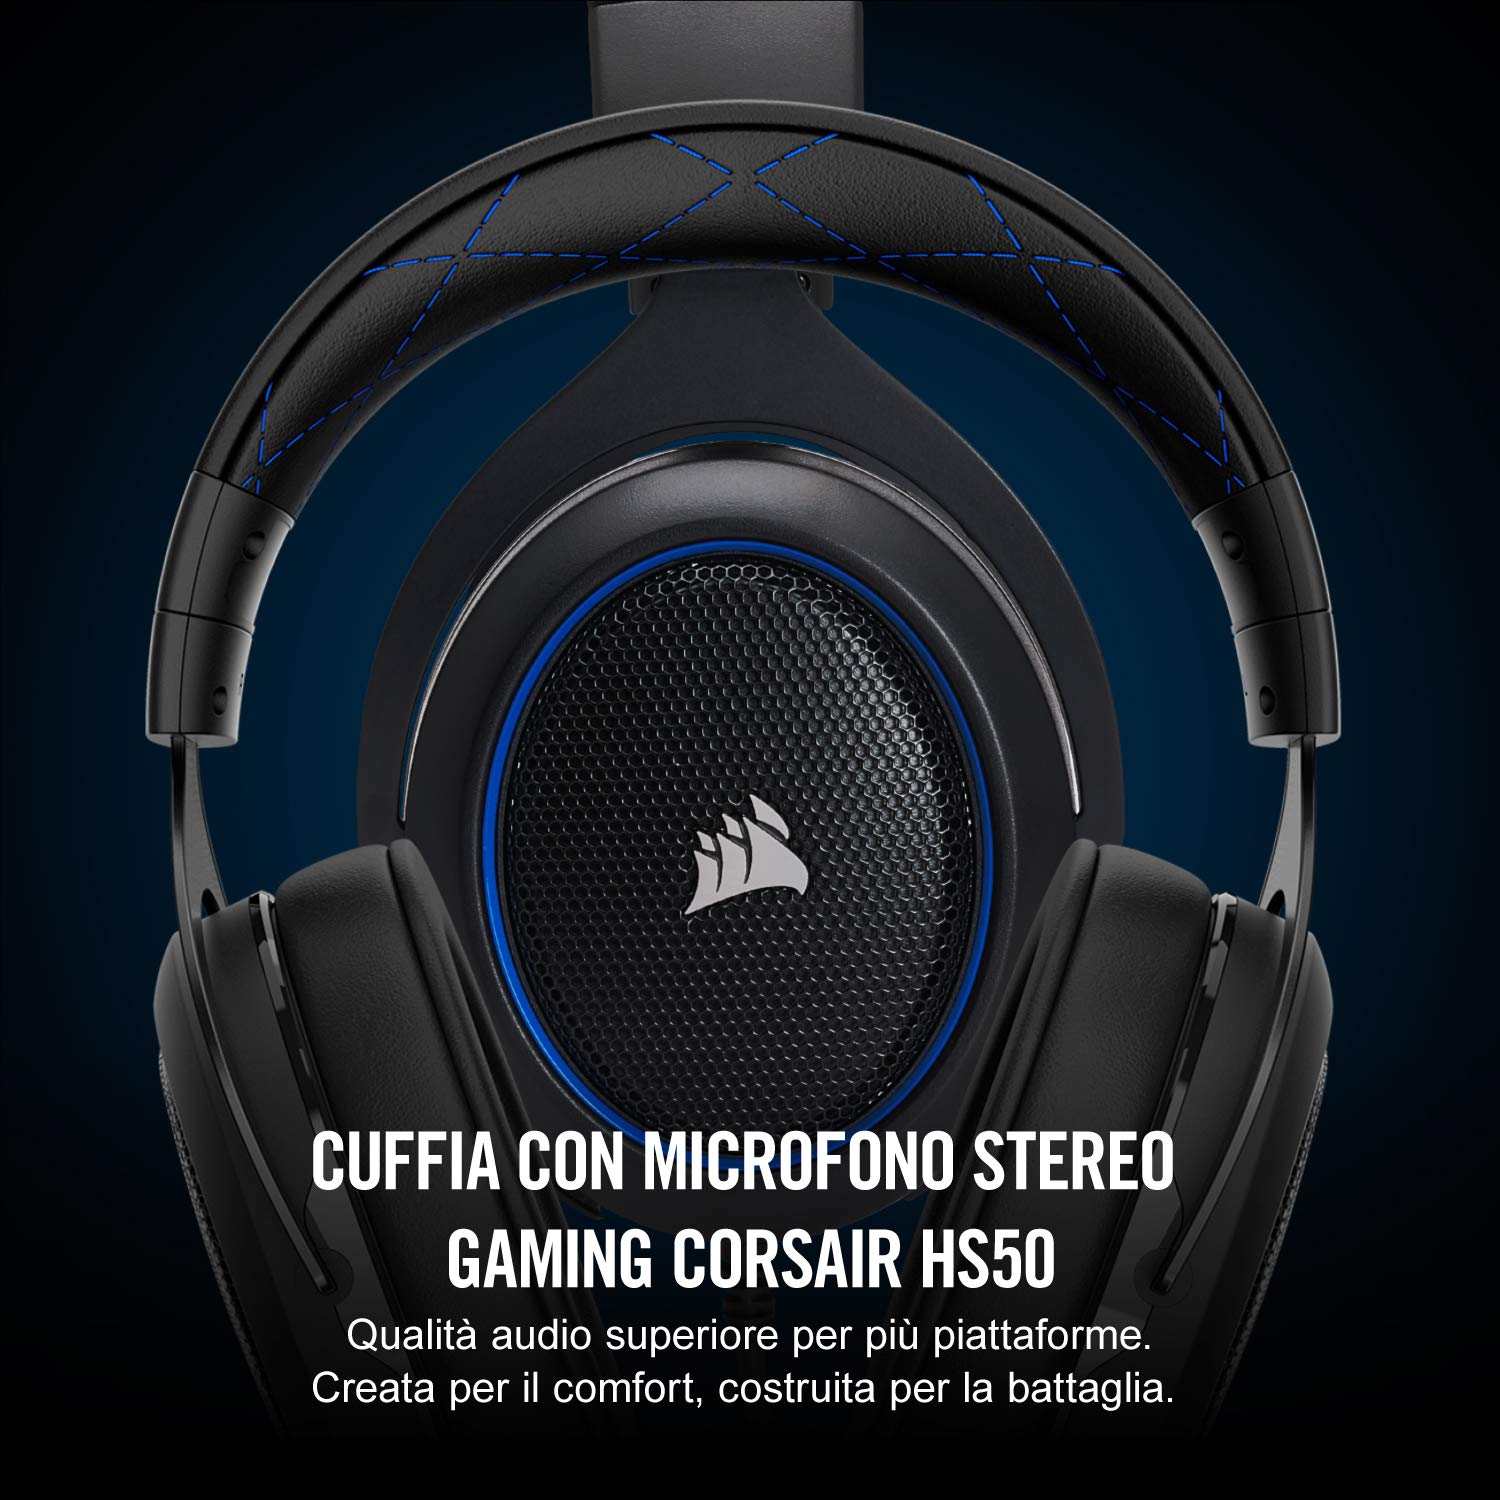 CUFFIA CON MICROFONO STEREO
GAMING CORSAIR HS50
Qualità audio superiore per più piattaforme.
Creata per il comfort, costruita per la battaglia.